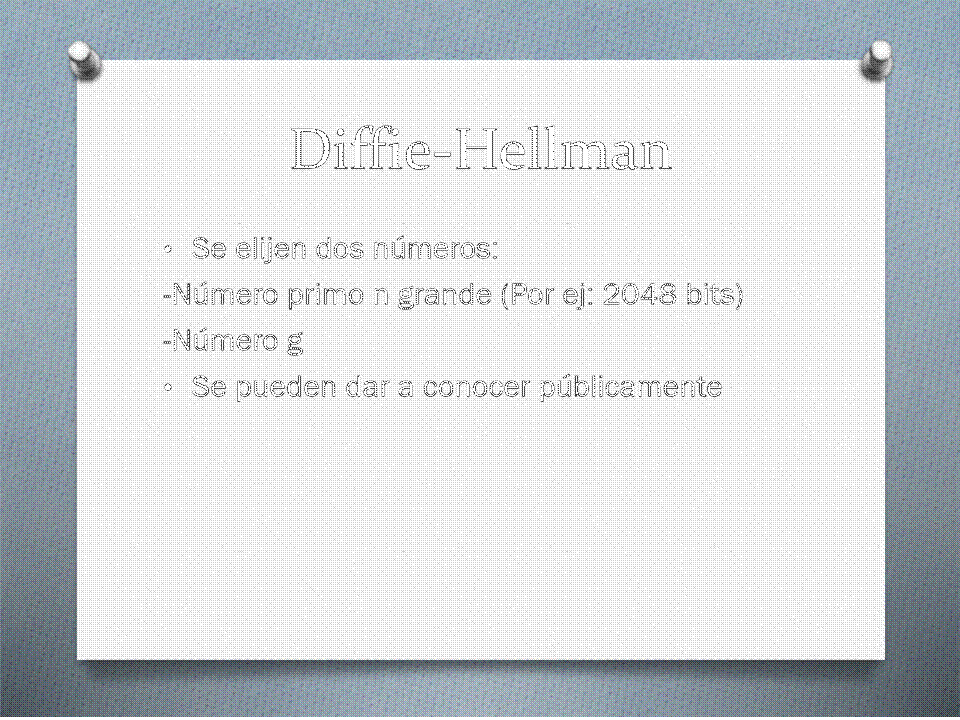 Diffie-Hellman
• Se elijen dos números:
-Número primo n grande (Por ej: 2048 bits)
-Número g
• Se pueden dar a conocer públicamente